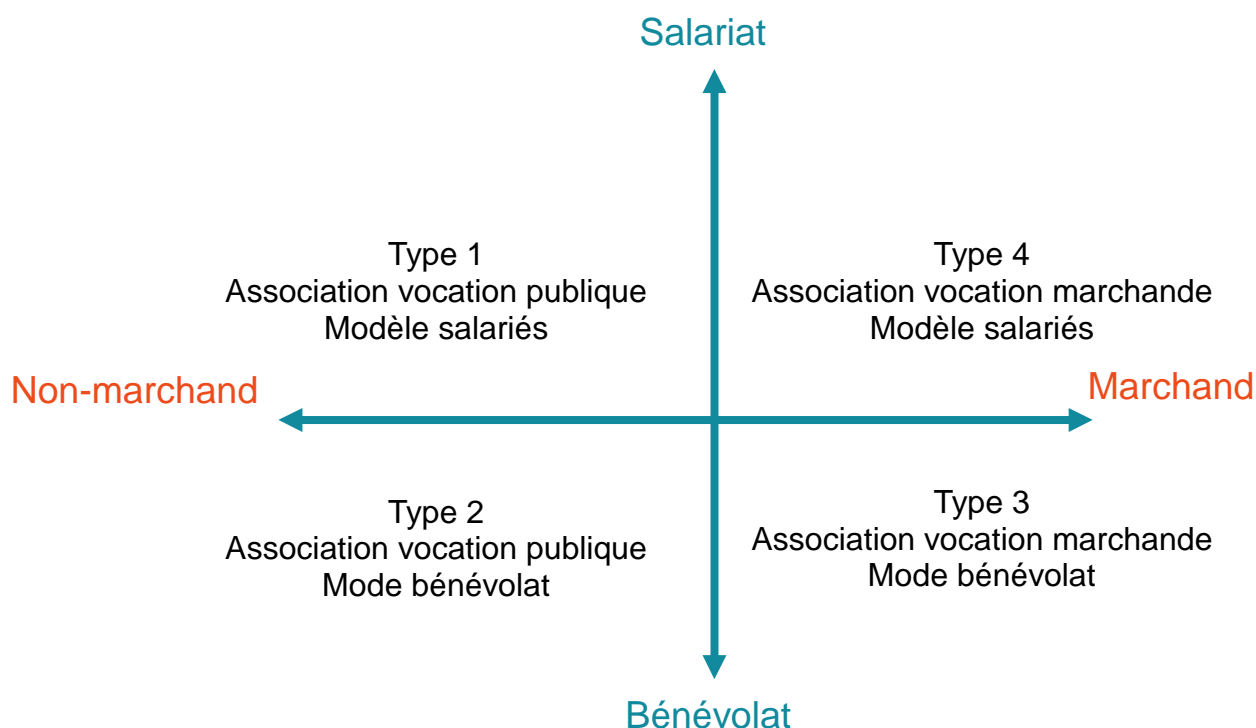 Salariat
Type 1
Association vocation publique
Modèle salariés
Type 4
Association vocation marchande
Modèle salariés
Non-marchand
Marchand
Type 2
Association vocation publique
Mode bénévolat
Type 3
Association vocation marchande
Mode bénévolat
Bénévolat